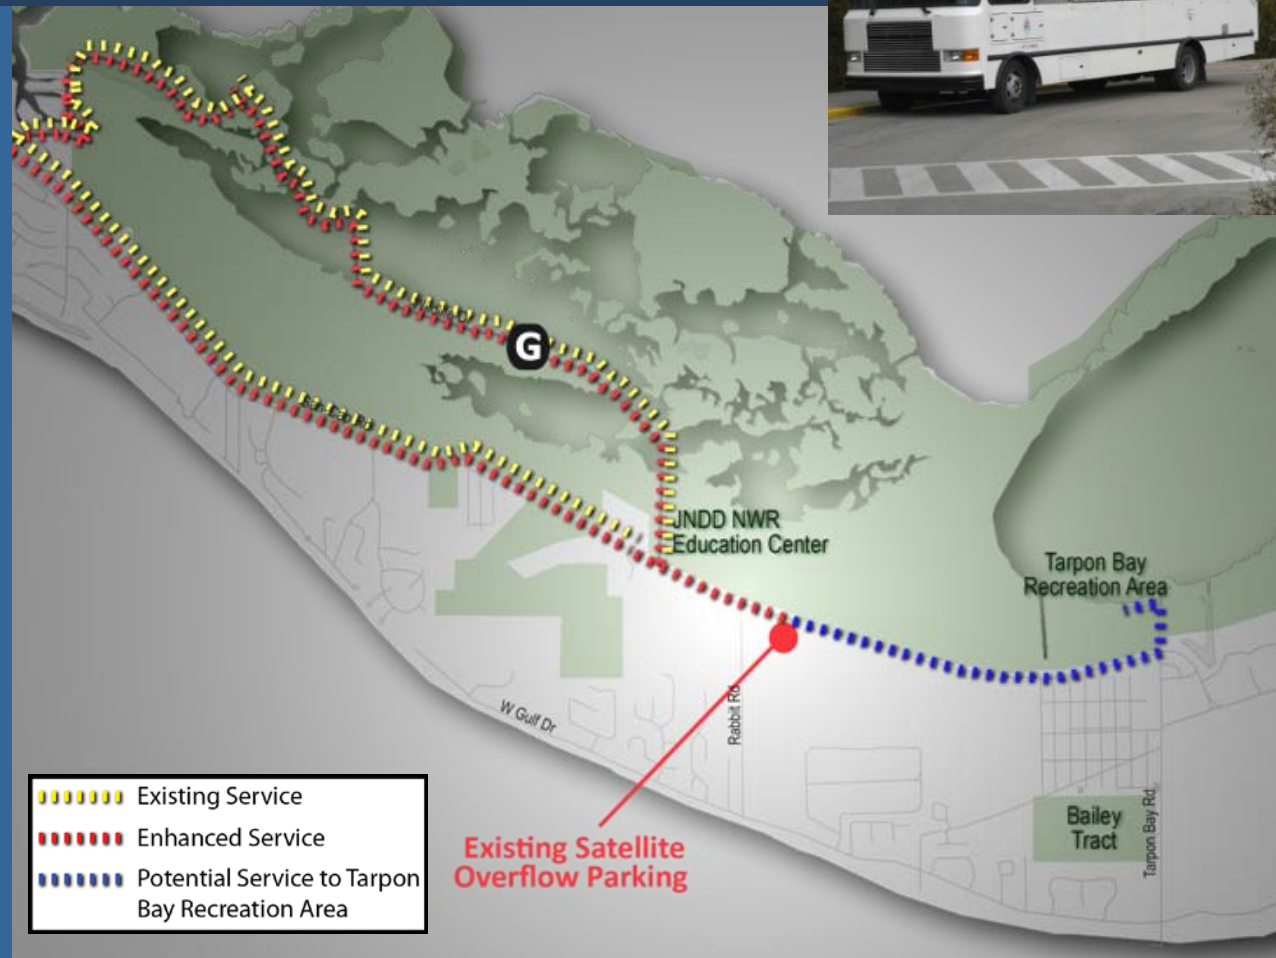 G
JNDD NWR
Education Center
Tarpon Bay
Recreation Area
W Gulf Dr
Rabbit Rd
Bailey
Tract
Tarpon Bay Rd
Existing Satellite
Overflow Parking
Existing Service
Enhanced Service
Potential Service to Tarpon
Bay Recreation Area